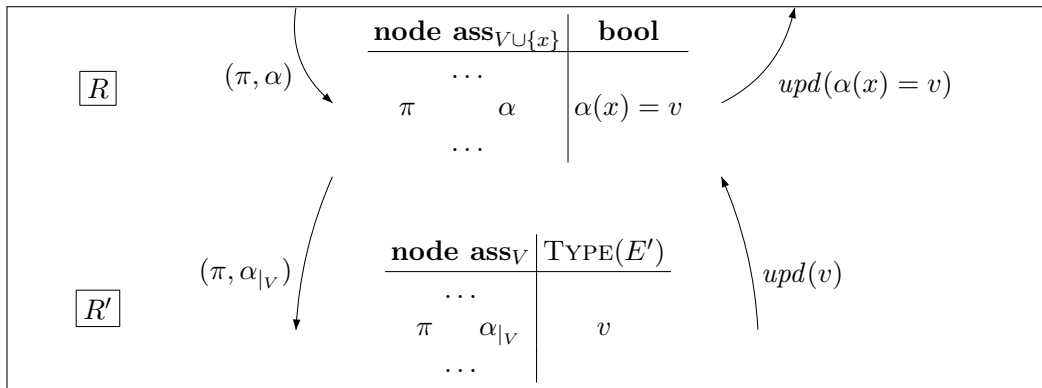 node ass_{V∪{x}} bool
…
R (π, α) π α α(x) = v upd(α(x) = v)
…
node ass_V TYPE(E′)
(π, α_{|V}) upd(v)
…
R′ π α_{|V} v
…